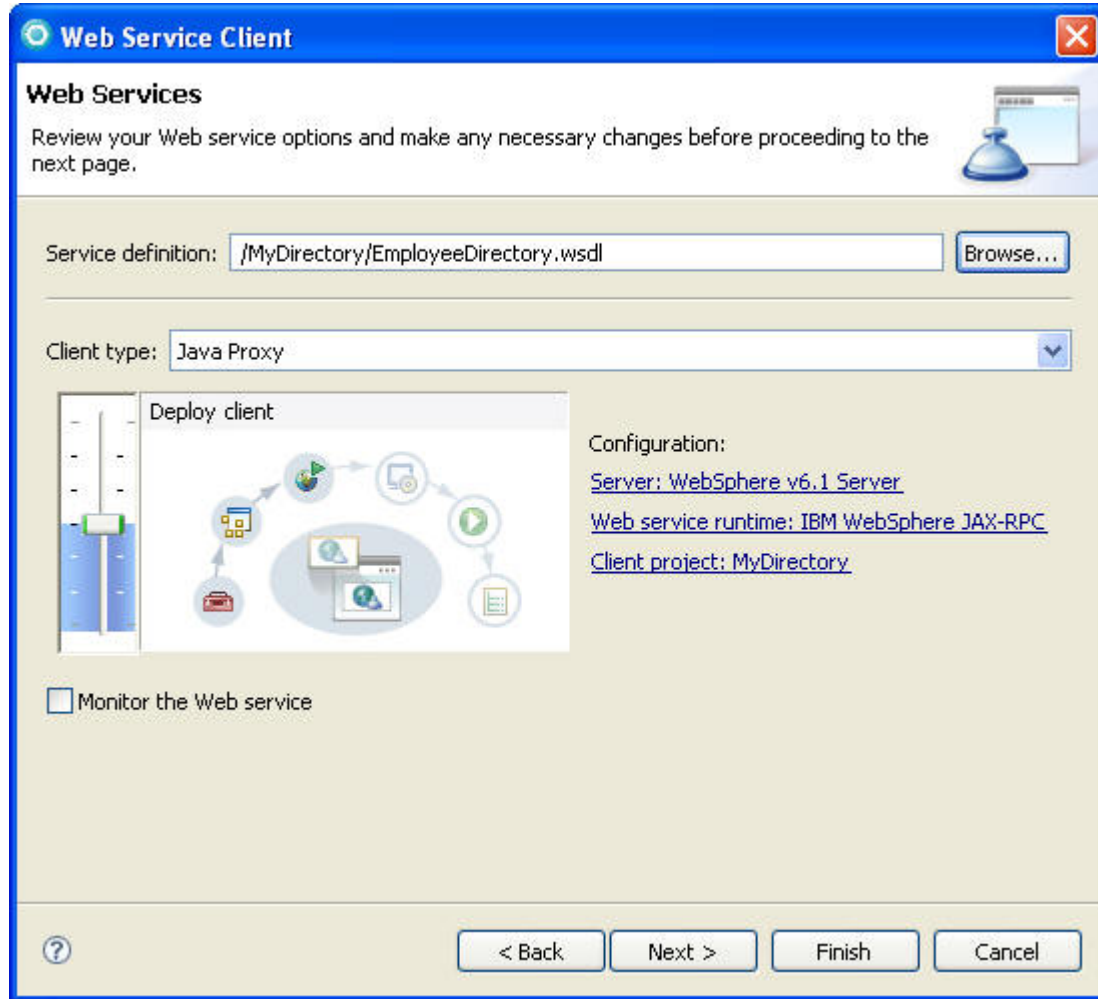 Web Service Client
Web Services
Review your Web service options and make any necessary changes before proceeding to the
next page.
Service definition: /MyDirectory/EmployeeDirectory.wsdl Browse...
Client type: Java Proxy
Deploy client
Configuration:
Server: WebSphere v6.1 Server
Web service runtime: IBM WebSphere JAX-RPC
Client project: MyDirectory
Monitor the Web service
? < Back Next > Finish Cancel